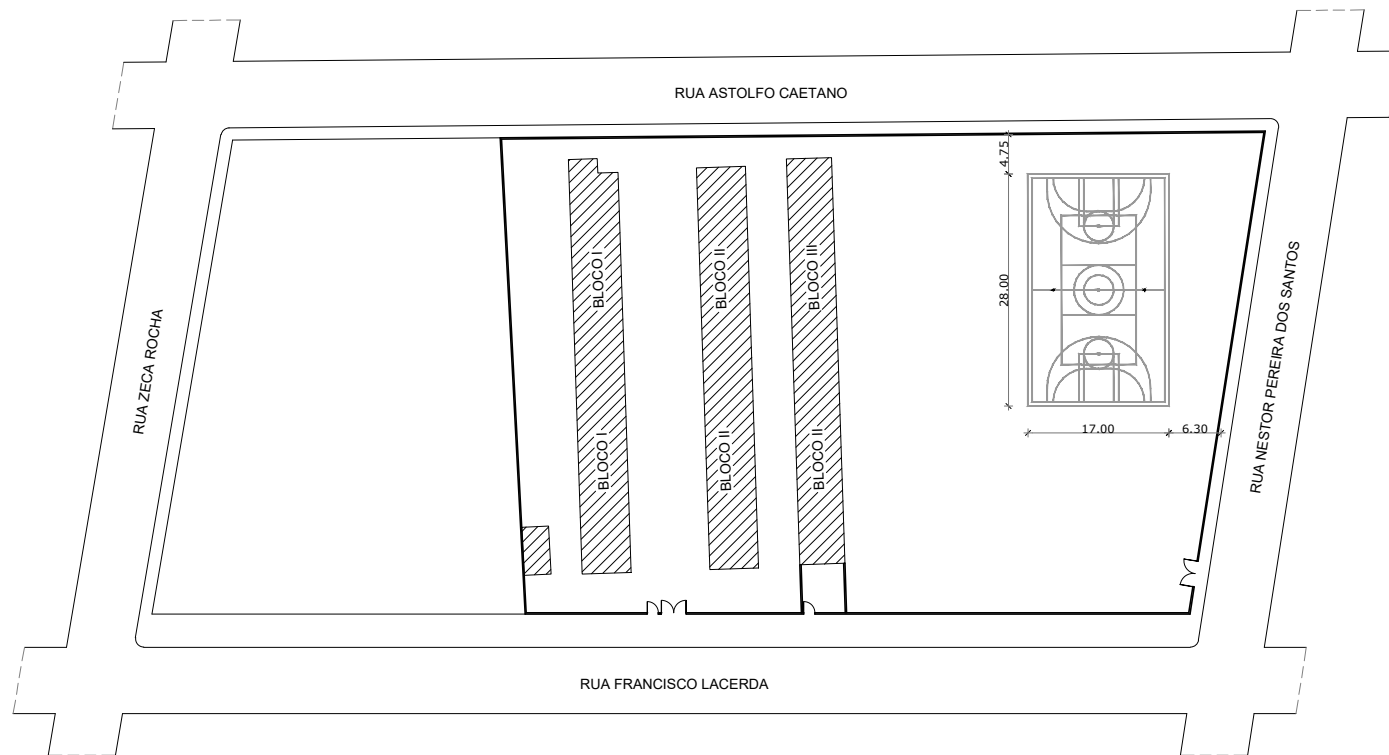 RUA ASTOLFO CAETANO
4.75
BLOCO I
BLOCO II
BLOCO III
28.00
RUA NESTOR PEREIRA DOS SANTOS
RUA ZECA ROCHA
17.00
6.30
BLOCO I
BLOCO II
BLOCO II
RUA FRANCISCO LACERDA